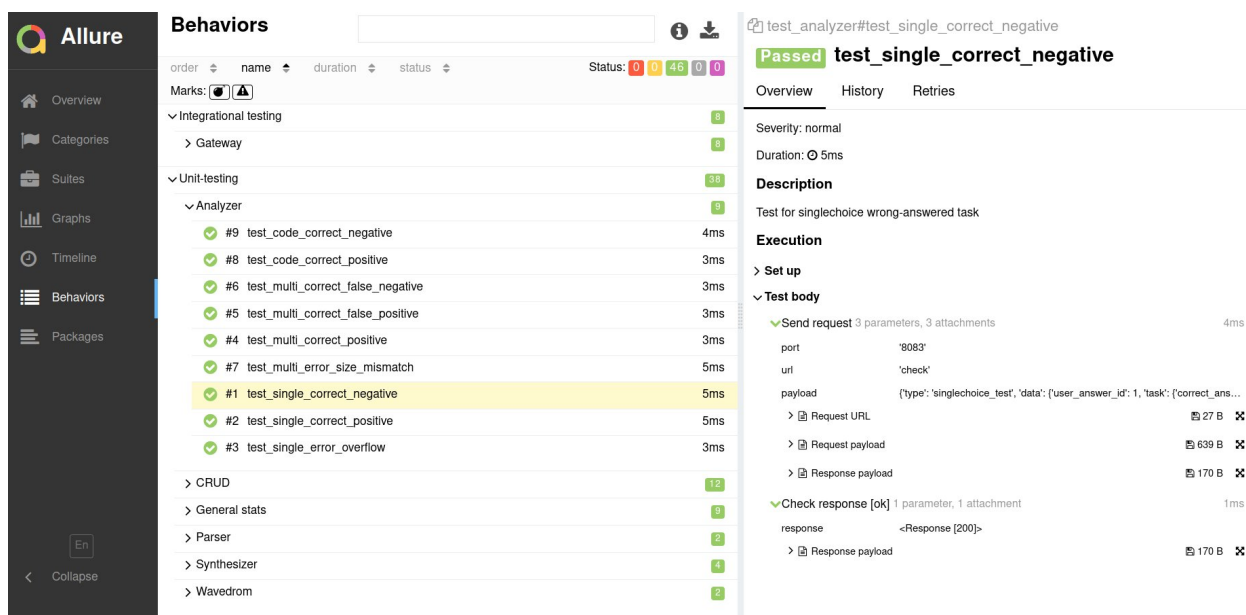 Allure
Overview
Categories
Suites
Graphs
Timeline
Behaviors
Packages
En
Collapse
Behaviors
order name duration status Status: 0 0 46 0 0
Marks:
Integrational testing 8
Gateway 8
Unit-testing 38
Analyzer 9
#9 test_code_correct_negative 4ms
#8 test_code_correct_positive 3ms
#6 test_multi_correct_false_negative 3ms
#5 test_multi_correct_false_positive 3ms
#4 test_multi_correct_positive 3ms
#7 test_multi_error_size_mismatch 5ms
#1 test_single_correct_negative 5ms
#2 test_single_correct_positive 5ms
#3 test_single_error_overflow 3ms
CRUD 12
General stats 9
Parser 2
Synthesizer 4
Wavedrom 2
test_analyzer#test_single_correct_negative
Passed test_single_correct_negative
Overview History Retries
Severity: normal
Duration: 5ms
Description
Test for singlechoice wrong-answered task
Execution
Set up
Test body
Send request 3 parameters, 3 attachments 4ms
port '8083'
url 'check'
payload {'type': 'singlechoice_test', 'data': {'user_answer_id': 1, 'task': {'correct_ans...
Request URL 27 B
Request payload 639 B
Response payload 170 B
Check response [ok] 1 parameter, 1 attachment 1ms
response <Response [200]>
Response payload 170 B